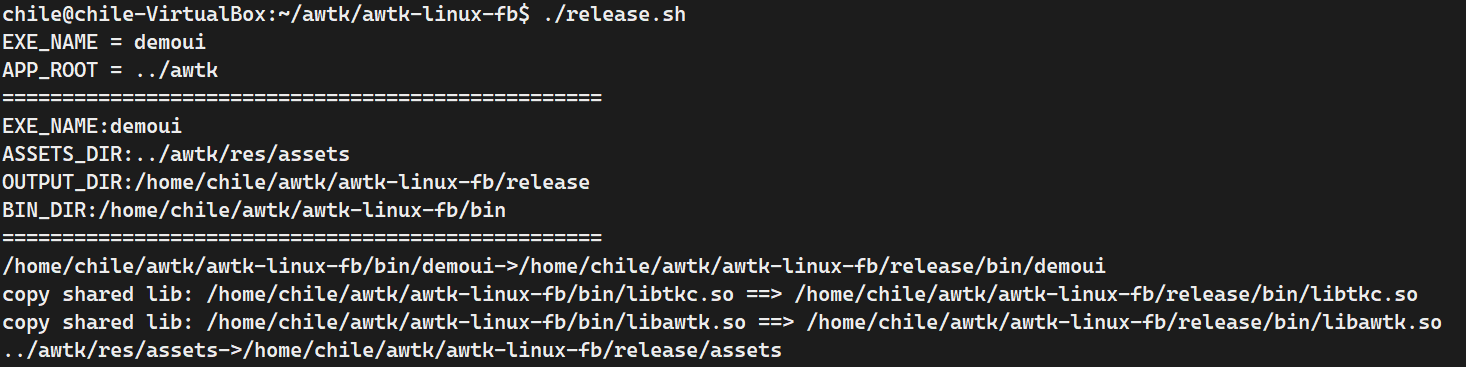 chile@chile-VirtualBox:~/awtk/awtk-linux-fb$ ./release.sh
EXE_NAME = demoui
APP_ROOT = ../awtk
==================================================
EXE_NAME:demoui
ASSETS_DIR:../awtk/res/assets
OUTPUT_DIR:/home/chile/awtk/awtk-linux-fb/release
BIN_DIR:/home/chile/awtk/awtk-linux-fb/bin
==================================================
/home/chile/awtk/awtk-linux-fb/bin/demoui->/home/chile/awtk/awtk-linux-fb/release/bin/demoui
copy shared lib: /home/chile/awtk/awtk-linux-fb/bin/libtkc.so ==> /home/chile/awtk/awtk-linux-fb/release/bin/libtkc.so
copy shared lib: /home/chile/awtk/awtk-linux-fb/bin/libawtk.so ==> /home/chile/awtk/awtk-linux-fb/release/bin/libawtk.so
../awtk/res/assets->/home/chile/awtk/awtk-linux-fb/release/assets